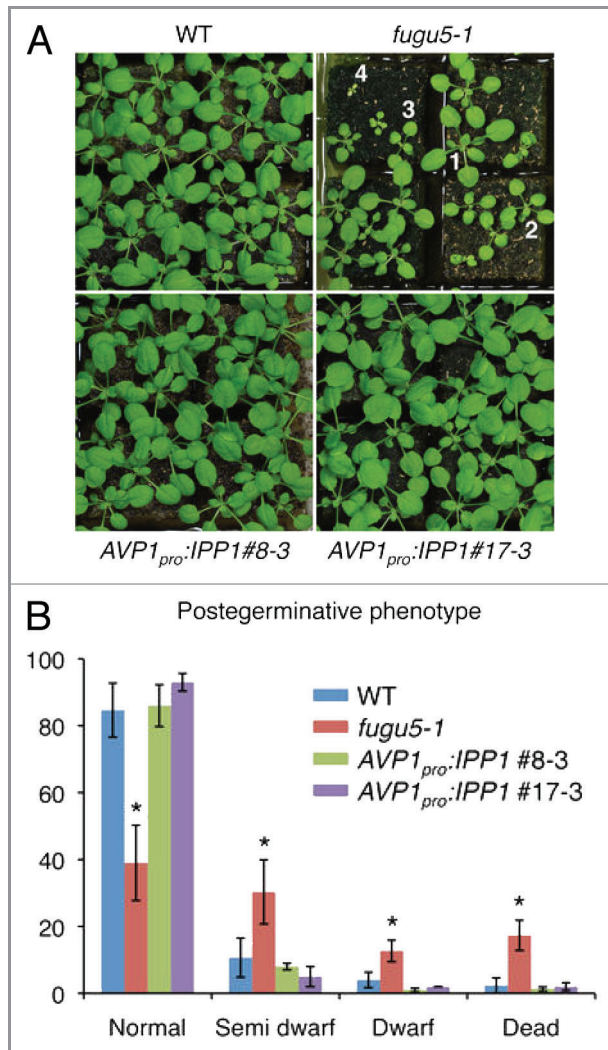 A
WT
fugu5-1
4
3
1
2
AVP1pro:IPP1#8-3
AVP1pro:IPP1#17-3
B
Postegerminative phenotype
100
80
60
40
20
0
WT
fugu5-1
AVP1pro:IPP1 #8-3
AVP1pro:IPP1 #17-3
*
*
*
*
Normal
Semi dwarf
Dwarf
Dead